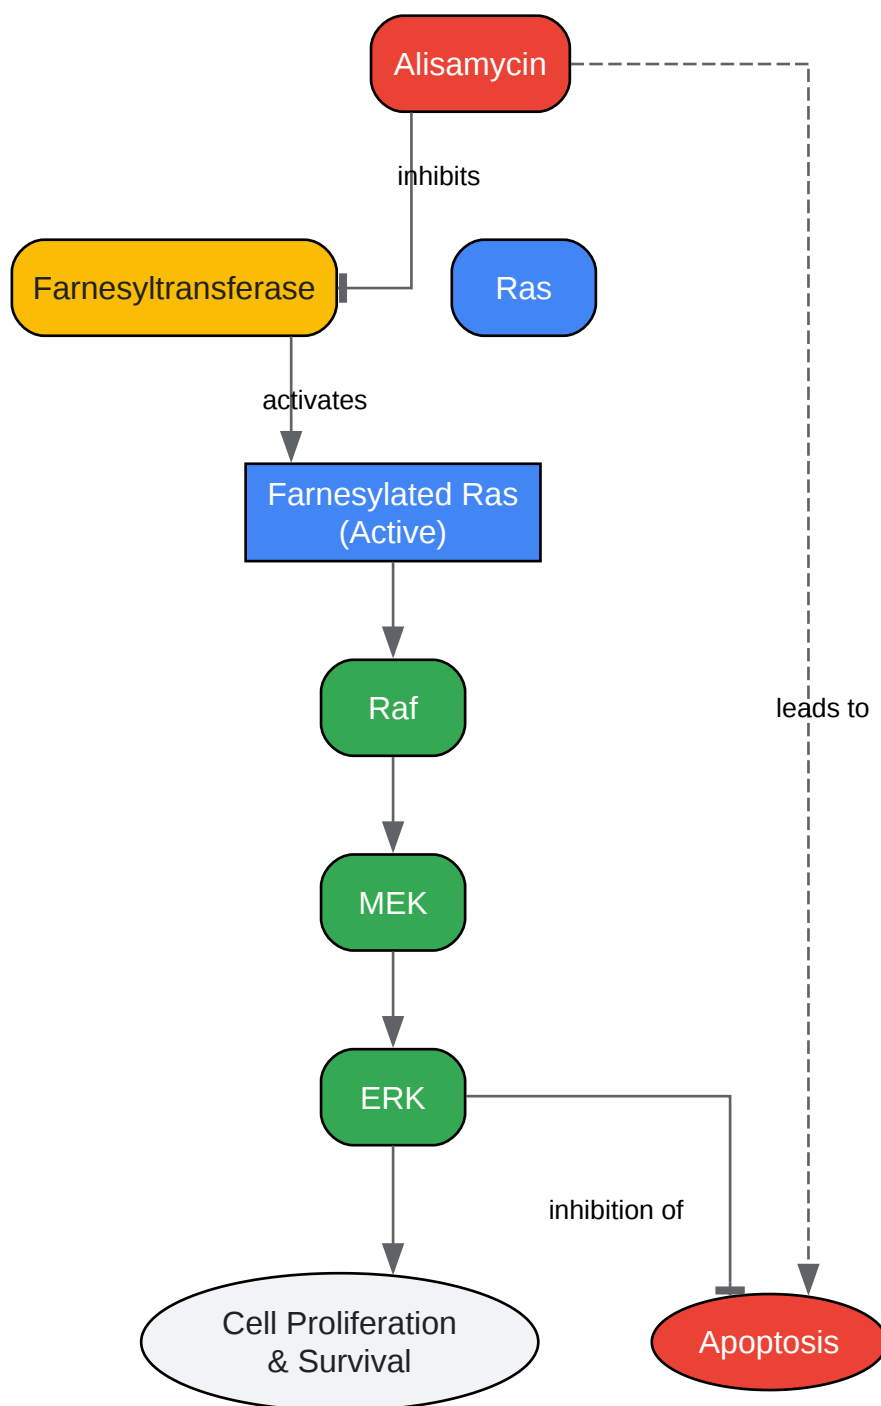 Alisamycin
inhibits
Farnesyltransferase
Ras
activates
Farnesylated Ras
(Active)
Raf
leads to
MEK
ERK
inhibition of
Cell Proliferation
& Survival
Apoptosis